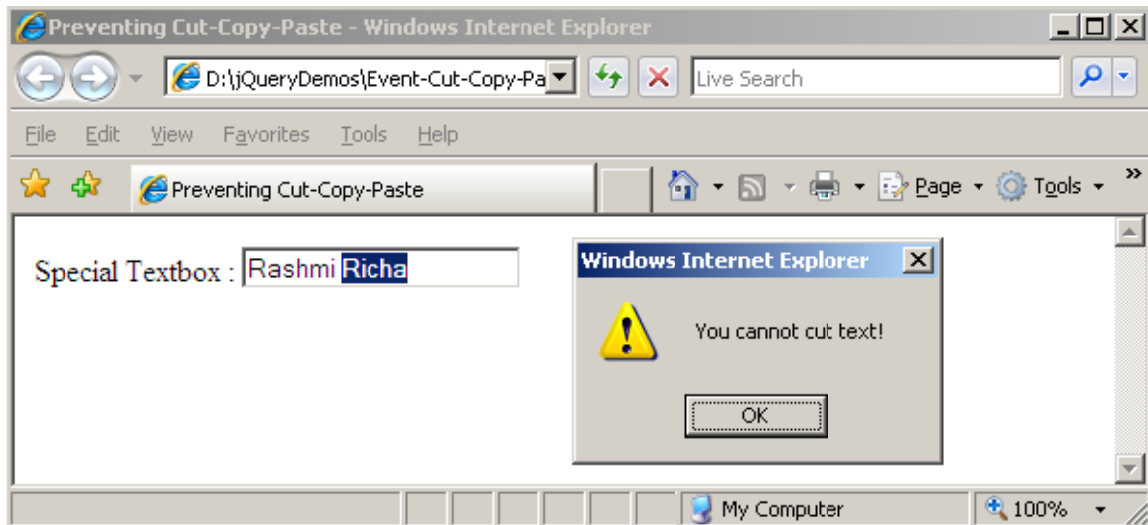 Preventing Cut-Copy-Paste - Windows Internet Explorer
D:\jQueryDemos\Event-Cut-Copy-Pa
Live Search
File Edit View Favorites Tools Help
Preventing Cut-Copy-Paste
Page Tools »
Special Textbox : Rashmi Richa
Windows Internet Explorer
You cannot cut text!
OK
My Computer 100%